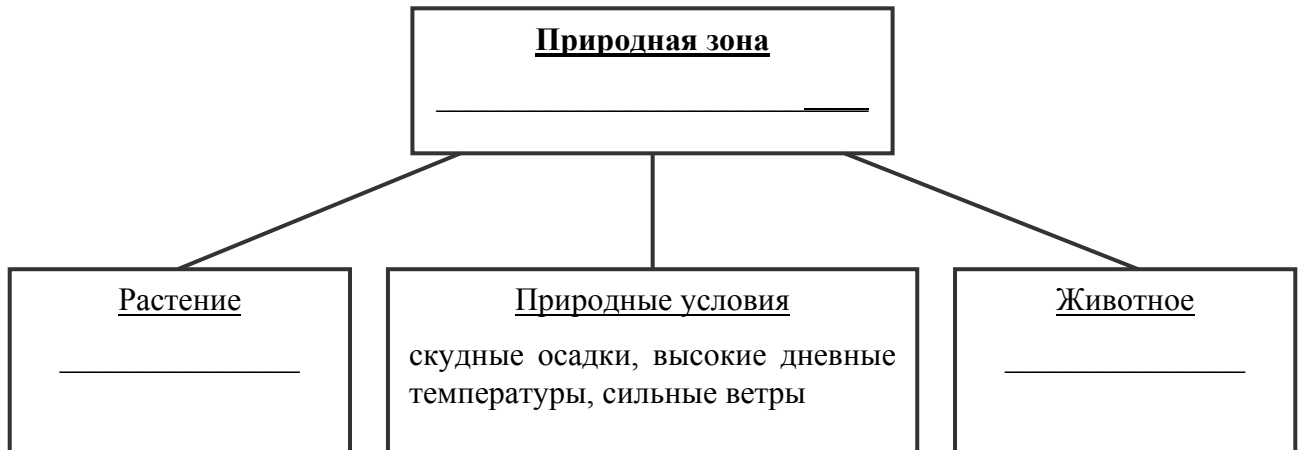 Природная зона
Растение
Природные условия
скудные осадки, высокие дневные
температуры, сильные ветры
Животное